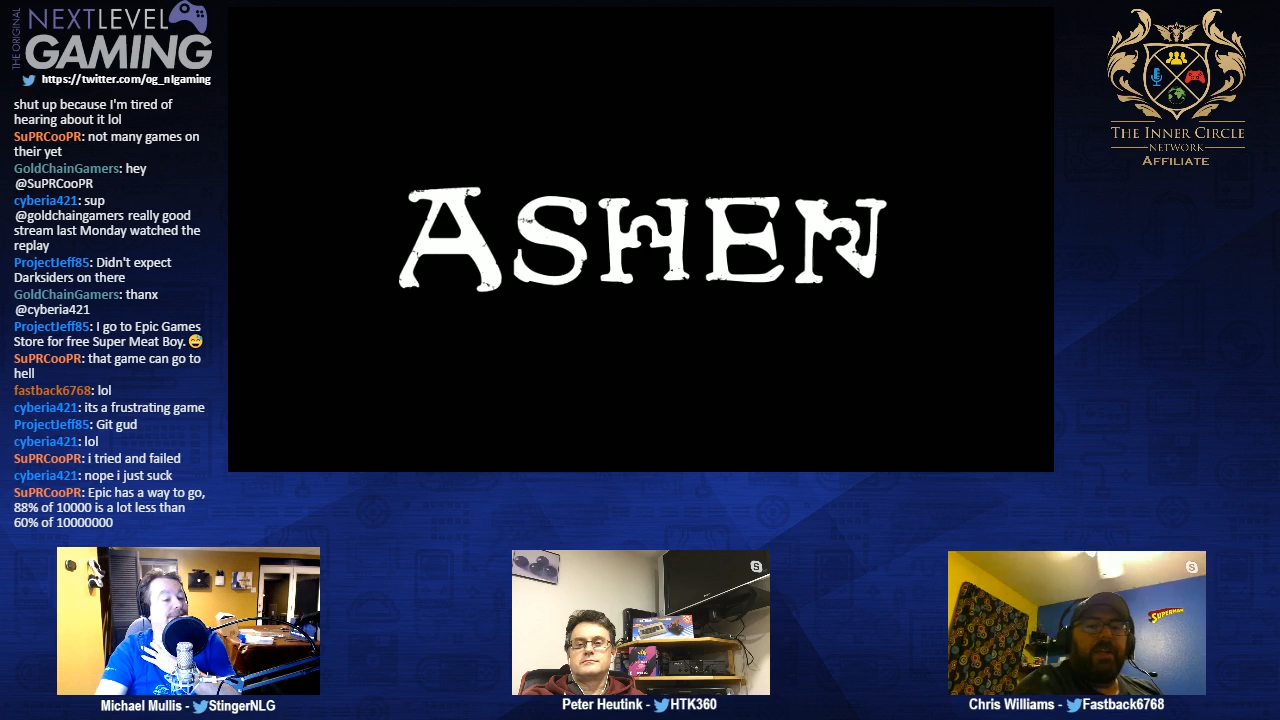 THE ORIGINAL
NEXTLEVEL
GAMING
https://twitter.com/og_nlgaming
shut up because I'm tired of
hearing about it lol
SuPRCooPR: not many games on
their yet
GoldChainGamers: hey
@SuPRCooPR
cyberia421: sup
@goldchaingamers really good
stream last Monday watched the
replay
ProjectJeff85: Didn't expect
Darksiders on there
GoldChainGamers: thanx
@cyberia421
ProjectJeff85: I go to Epic Games
Store for free Super Meat Boy. 😅
SuPRCooPR: that game can go to
hell
fastback6768: lol
cyberia421: its a frustrating game
ProjectJeff85: Git gud
cyberia421: lol
SuPRCooPR: i tried and failed
cyberia421: nope i just suck
SuPRCooPR: Epic has a way to go,
88% of 10000 is a lot less than
60% of 10000000
ASHEN
THE INNER CIRCLE
NETWORK
AFFILIATE
SUPERMAN
Michael Mullis - StingerNLG
Peter Heutink - HTK360
Chris Williams - Fastback6768